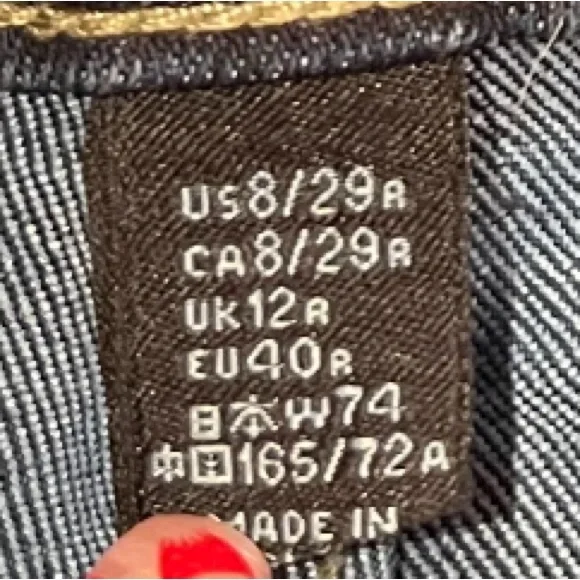 US8/29R
CA8/29R
UK12R
EU40R
日本W74
中国165/72A
MADE IN